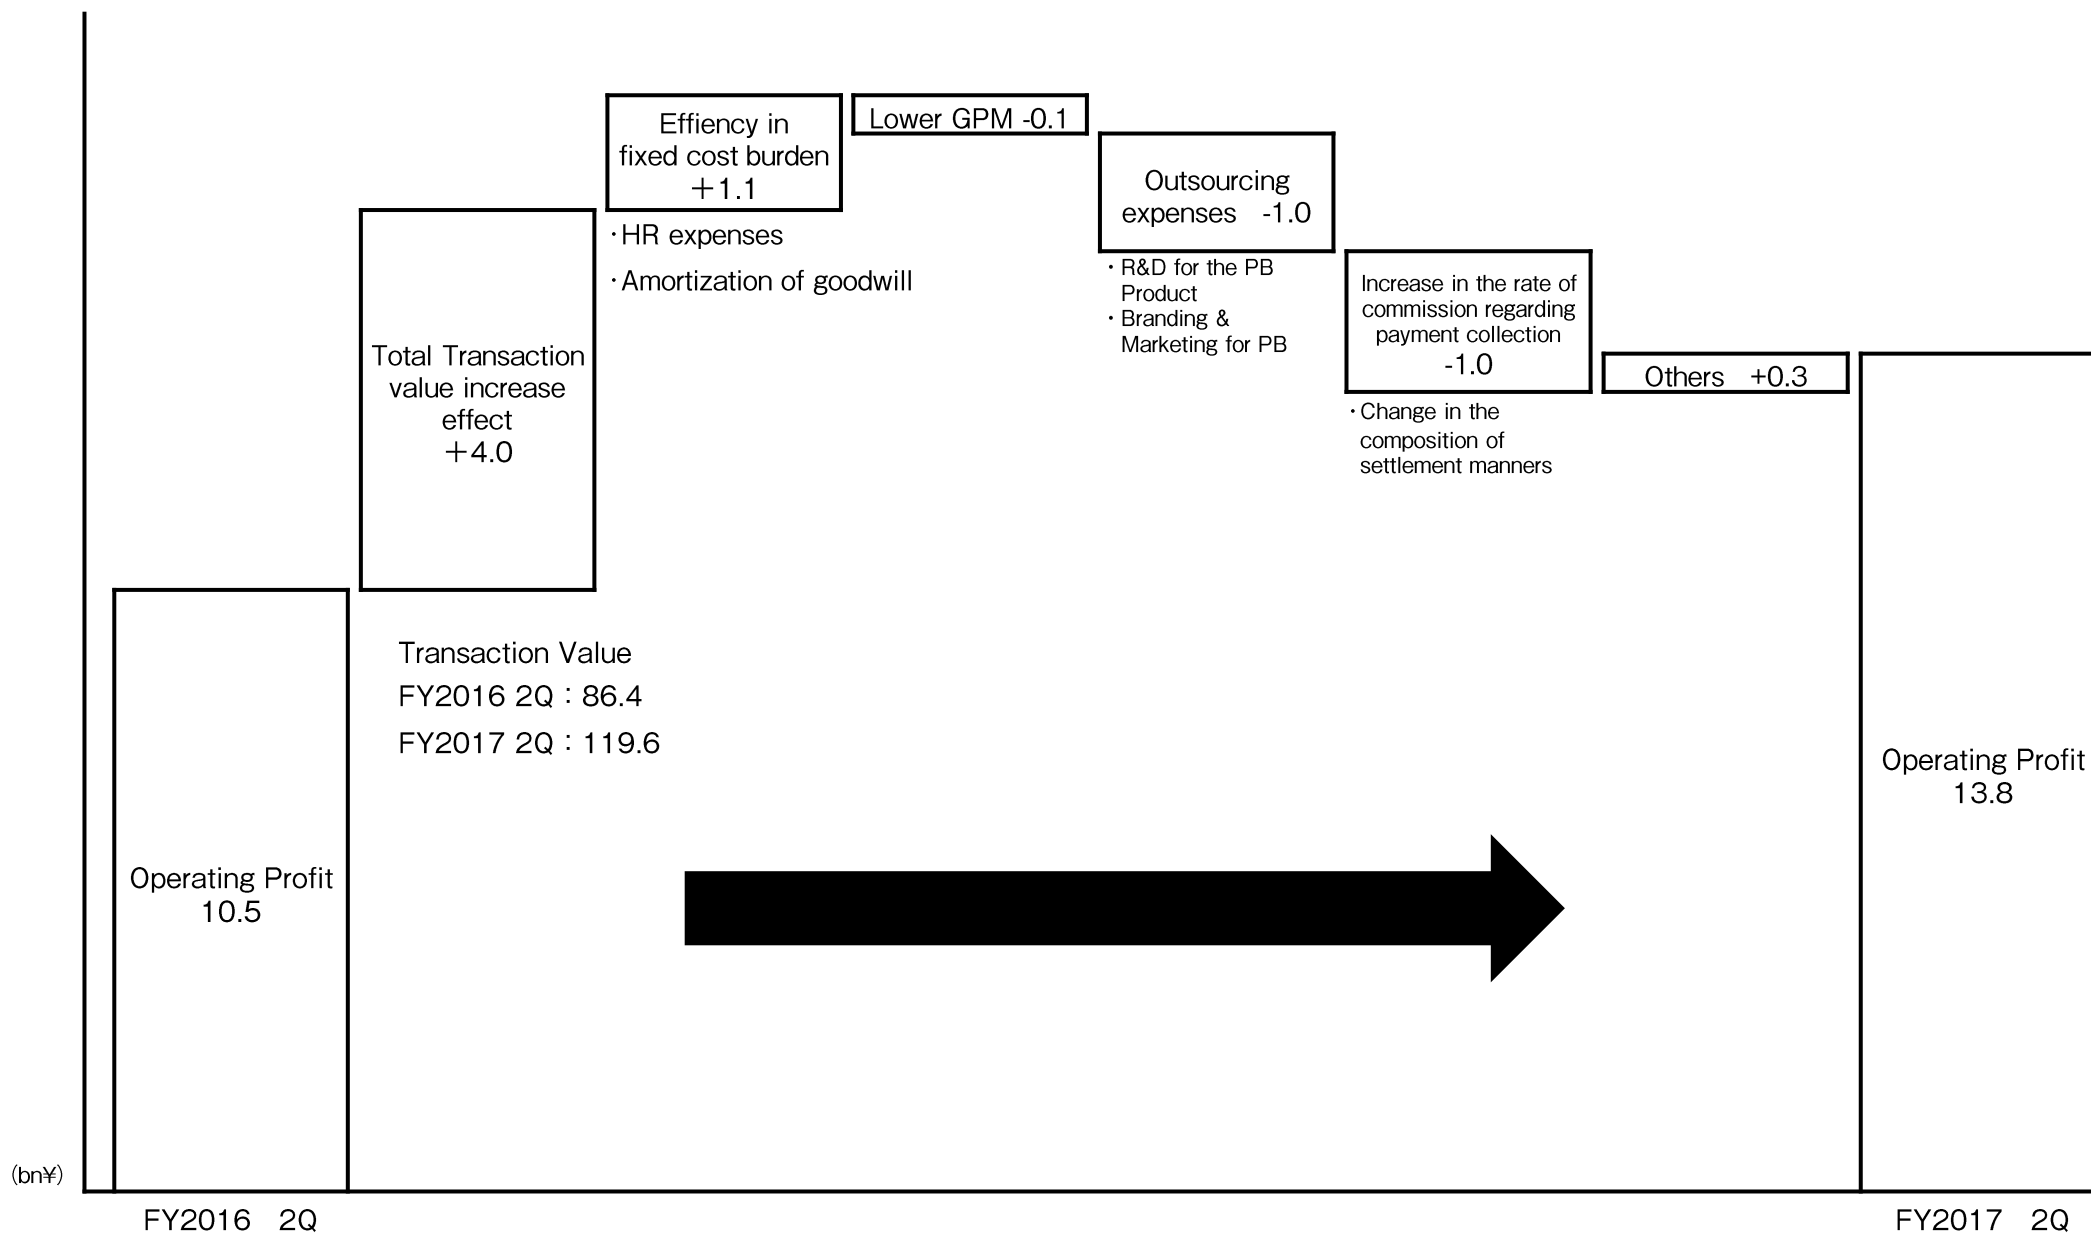 Effiency in
fixed cost burden
＋1.1
Lower GPM -0.1
Outsourcing
expenses -1.0
・HR expenses
・Amortization of goodwill
・R&D for the PB
Product
・Branding &
Marketing for PB
Increase in the rate of
commission regarding
payment collection
-1.0
Others +0.3
・Change in the
composition of
settlement manners
Total Transaction
value increase
effect
＋4.0
Transaction Value
FY2016 2Q：86.4
FY2017 2Q：119.6
Operating Profit
10.5
Operating Profit
13.8
(bn¥)
FY2016 2Q
FY2017 2Q